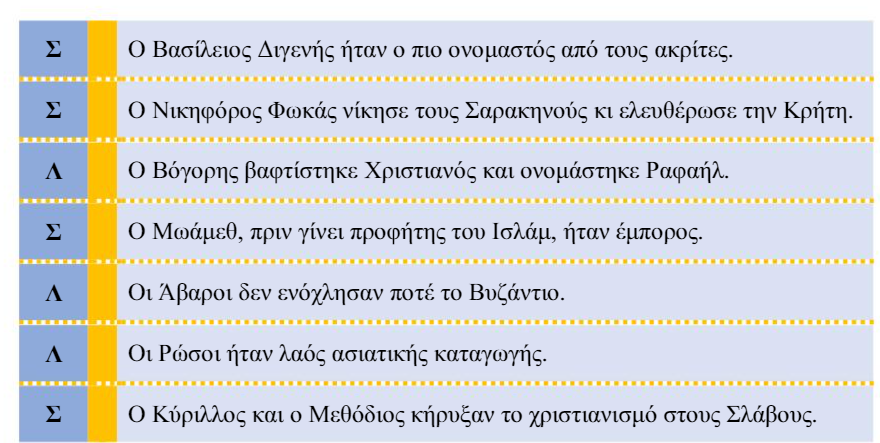 Σ Ο Βασίλειος Διγενής ήταν ο πιο ονομαστός από τους ακρίτες.
Σ Ο Νικηφόρος Φωκάς νίκησε τους Σαρακηνούς κι ελευθέρωσε την Κρήτη.
Λ Ο Βόγορης βαφτίστηκε Χριστιανός και ονομάστηκε Ραφαήλ.
Σ Ο Μωάμεθ, πριν γίνει προφήτης του Ισλάμ, ήταν έμπορος.
Λ Οι Άβαροι δεν ενόχλησαν ποτέ το Βυζάντιο.
Λ Οι Ρώσοι ήταν λαός ασιατικής καταγωγής.
Σ Ο Κύριλλος και ο Μεθόδιος κήρυξαν το χριστιανισμό στους Σλάβους.